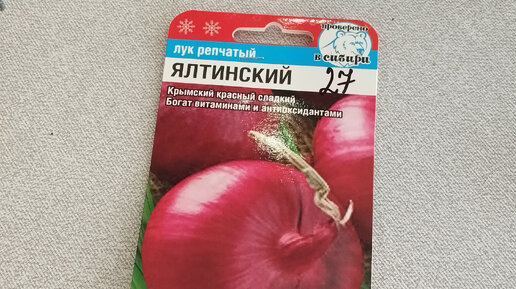 проверено
в сибири
лук репчатый
ЯЛТИНСКИЙ
27
Крымский красный сладкий
Богат витаминами и антиоксидантами